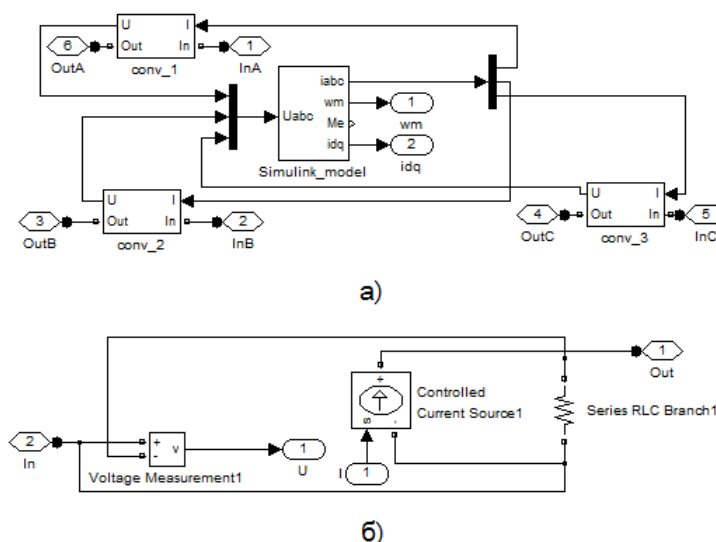 U I
6 Out In 1
OutA conv_1 InA
iabc
wm 1
Uabc Me wm
idq 2
Simulink_model idq
U I
3 Out In 2
OutB conv_2 InB
U I
4 Out In 5
OutC conv_3 InC
а)
1
Out
+
Controlled
Current Source1
s -
Series RLC Branch1
2
In
+
- v
Voltage Measurement1
1
U
I 1
б)